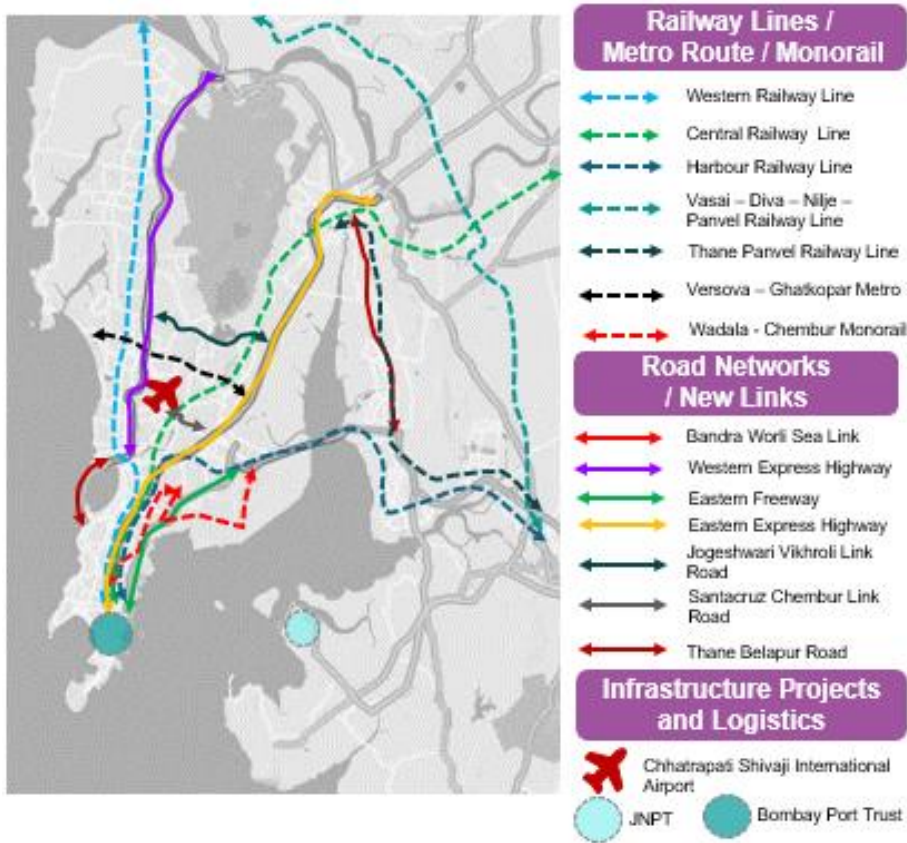 Railway Lines /
Metro Route / Monorail
Western Railway Line
Central Railway Line
Harbour Railway Line
Vasai – Diva – Nilje –
Panvel Railway Line
Thane Panvel Railway Line
Versova – Ghatkopar Metro
Wadala - Chembur Monorail
Road Networks
/ New Links
Bandra Worli Sea Link
Western Express Highway
Eastern Freeway
Eastern Express Highway
Jogeshwari Vikhroli Link
Road
Santacruz Chembur Link
Road
Thane Belapur Road
Infrastructure Projects
and Logistics
Chhatrapati Shivaji International
Airport
JNPT
Bombay Port Trust